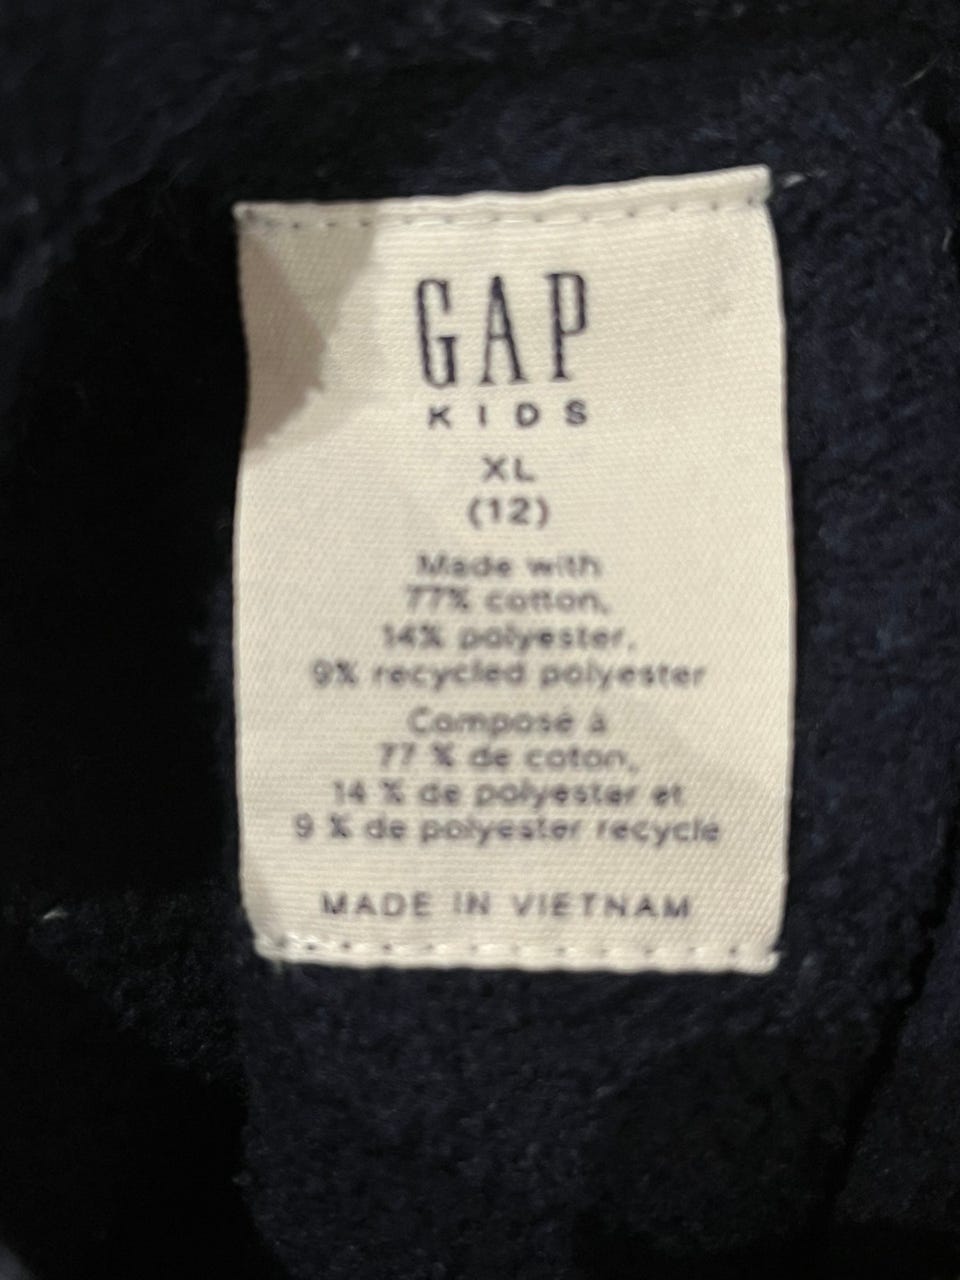 GAP
KIDS
XL
(12)
Made with
77% cotton,
14% polyester,
9% recycled polyester
Composé à
77 % de coton,
14 % de polyester et
9 % de polyester recyclé
MADE IN VIETNAM